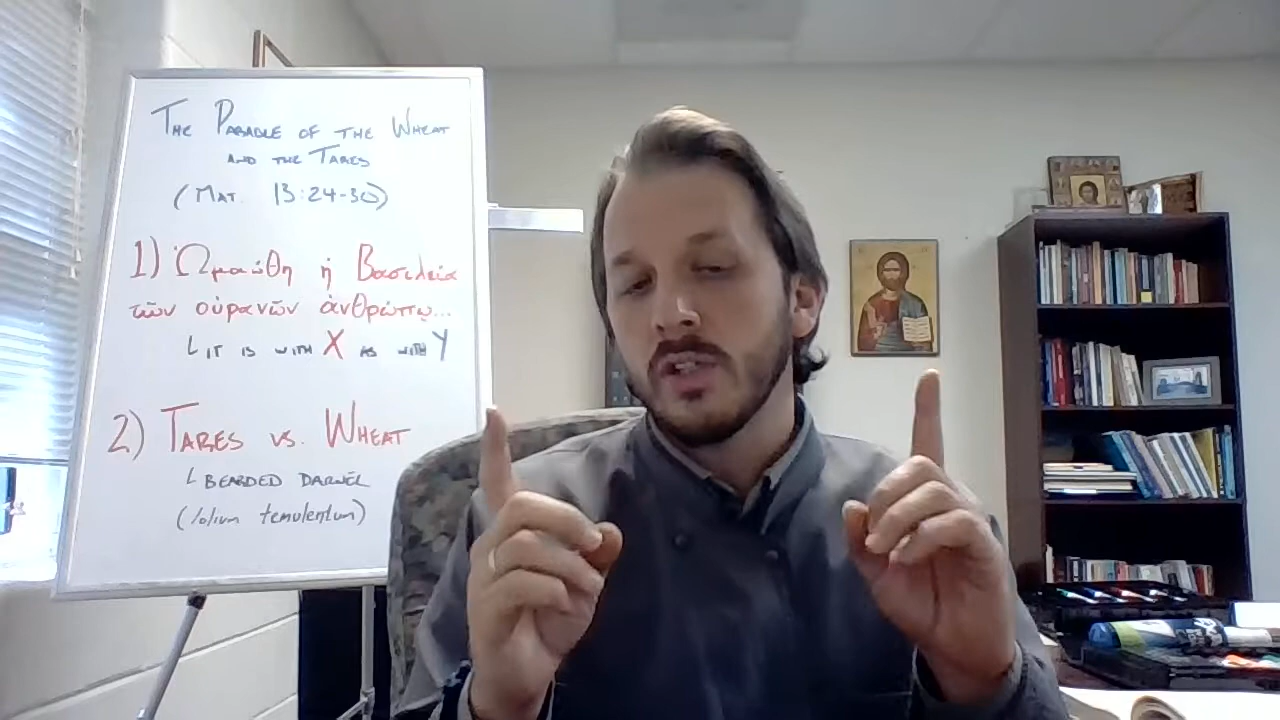 THE PARABLE OF THE WHEAT
AND THE TARES
(MAT. 13:24-30)
1) Ὡμοιώθη ἡ Βασιλεία
τῶν οὐρανῶν ἀνθρώπῳ...
IT IS WITH X AS WITH Y
2) TARES VS. WHEAT
BEARDED DARNEL
(lolium temulentum)